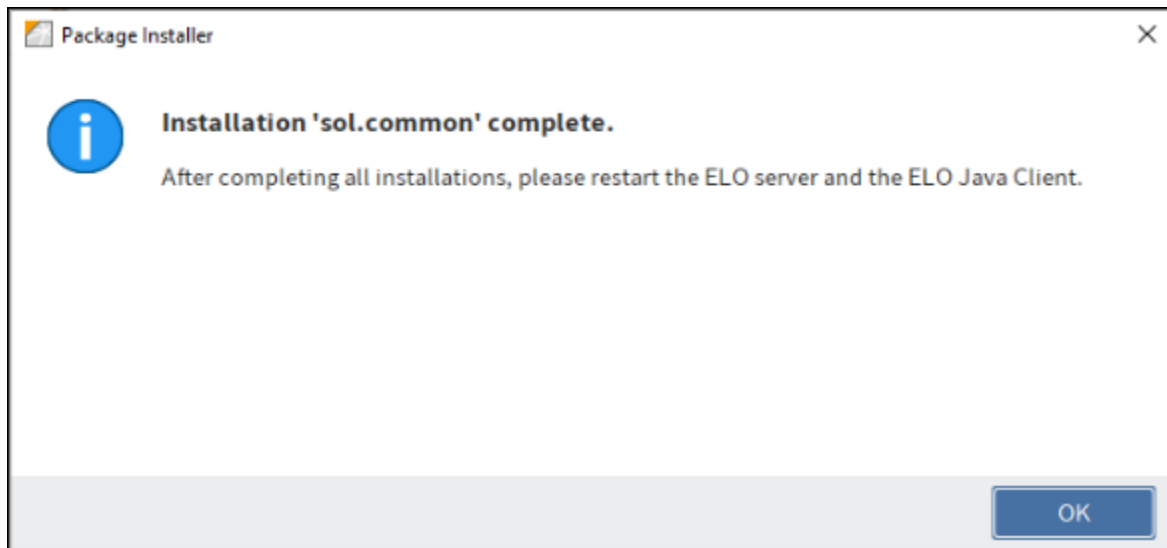 Package Installer
Installation 'sol.common' complete.
After completing all installations, please restart the ELO server and the ELO Java Client.
OK